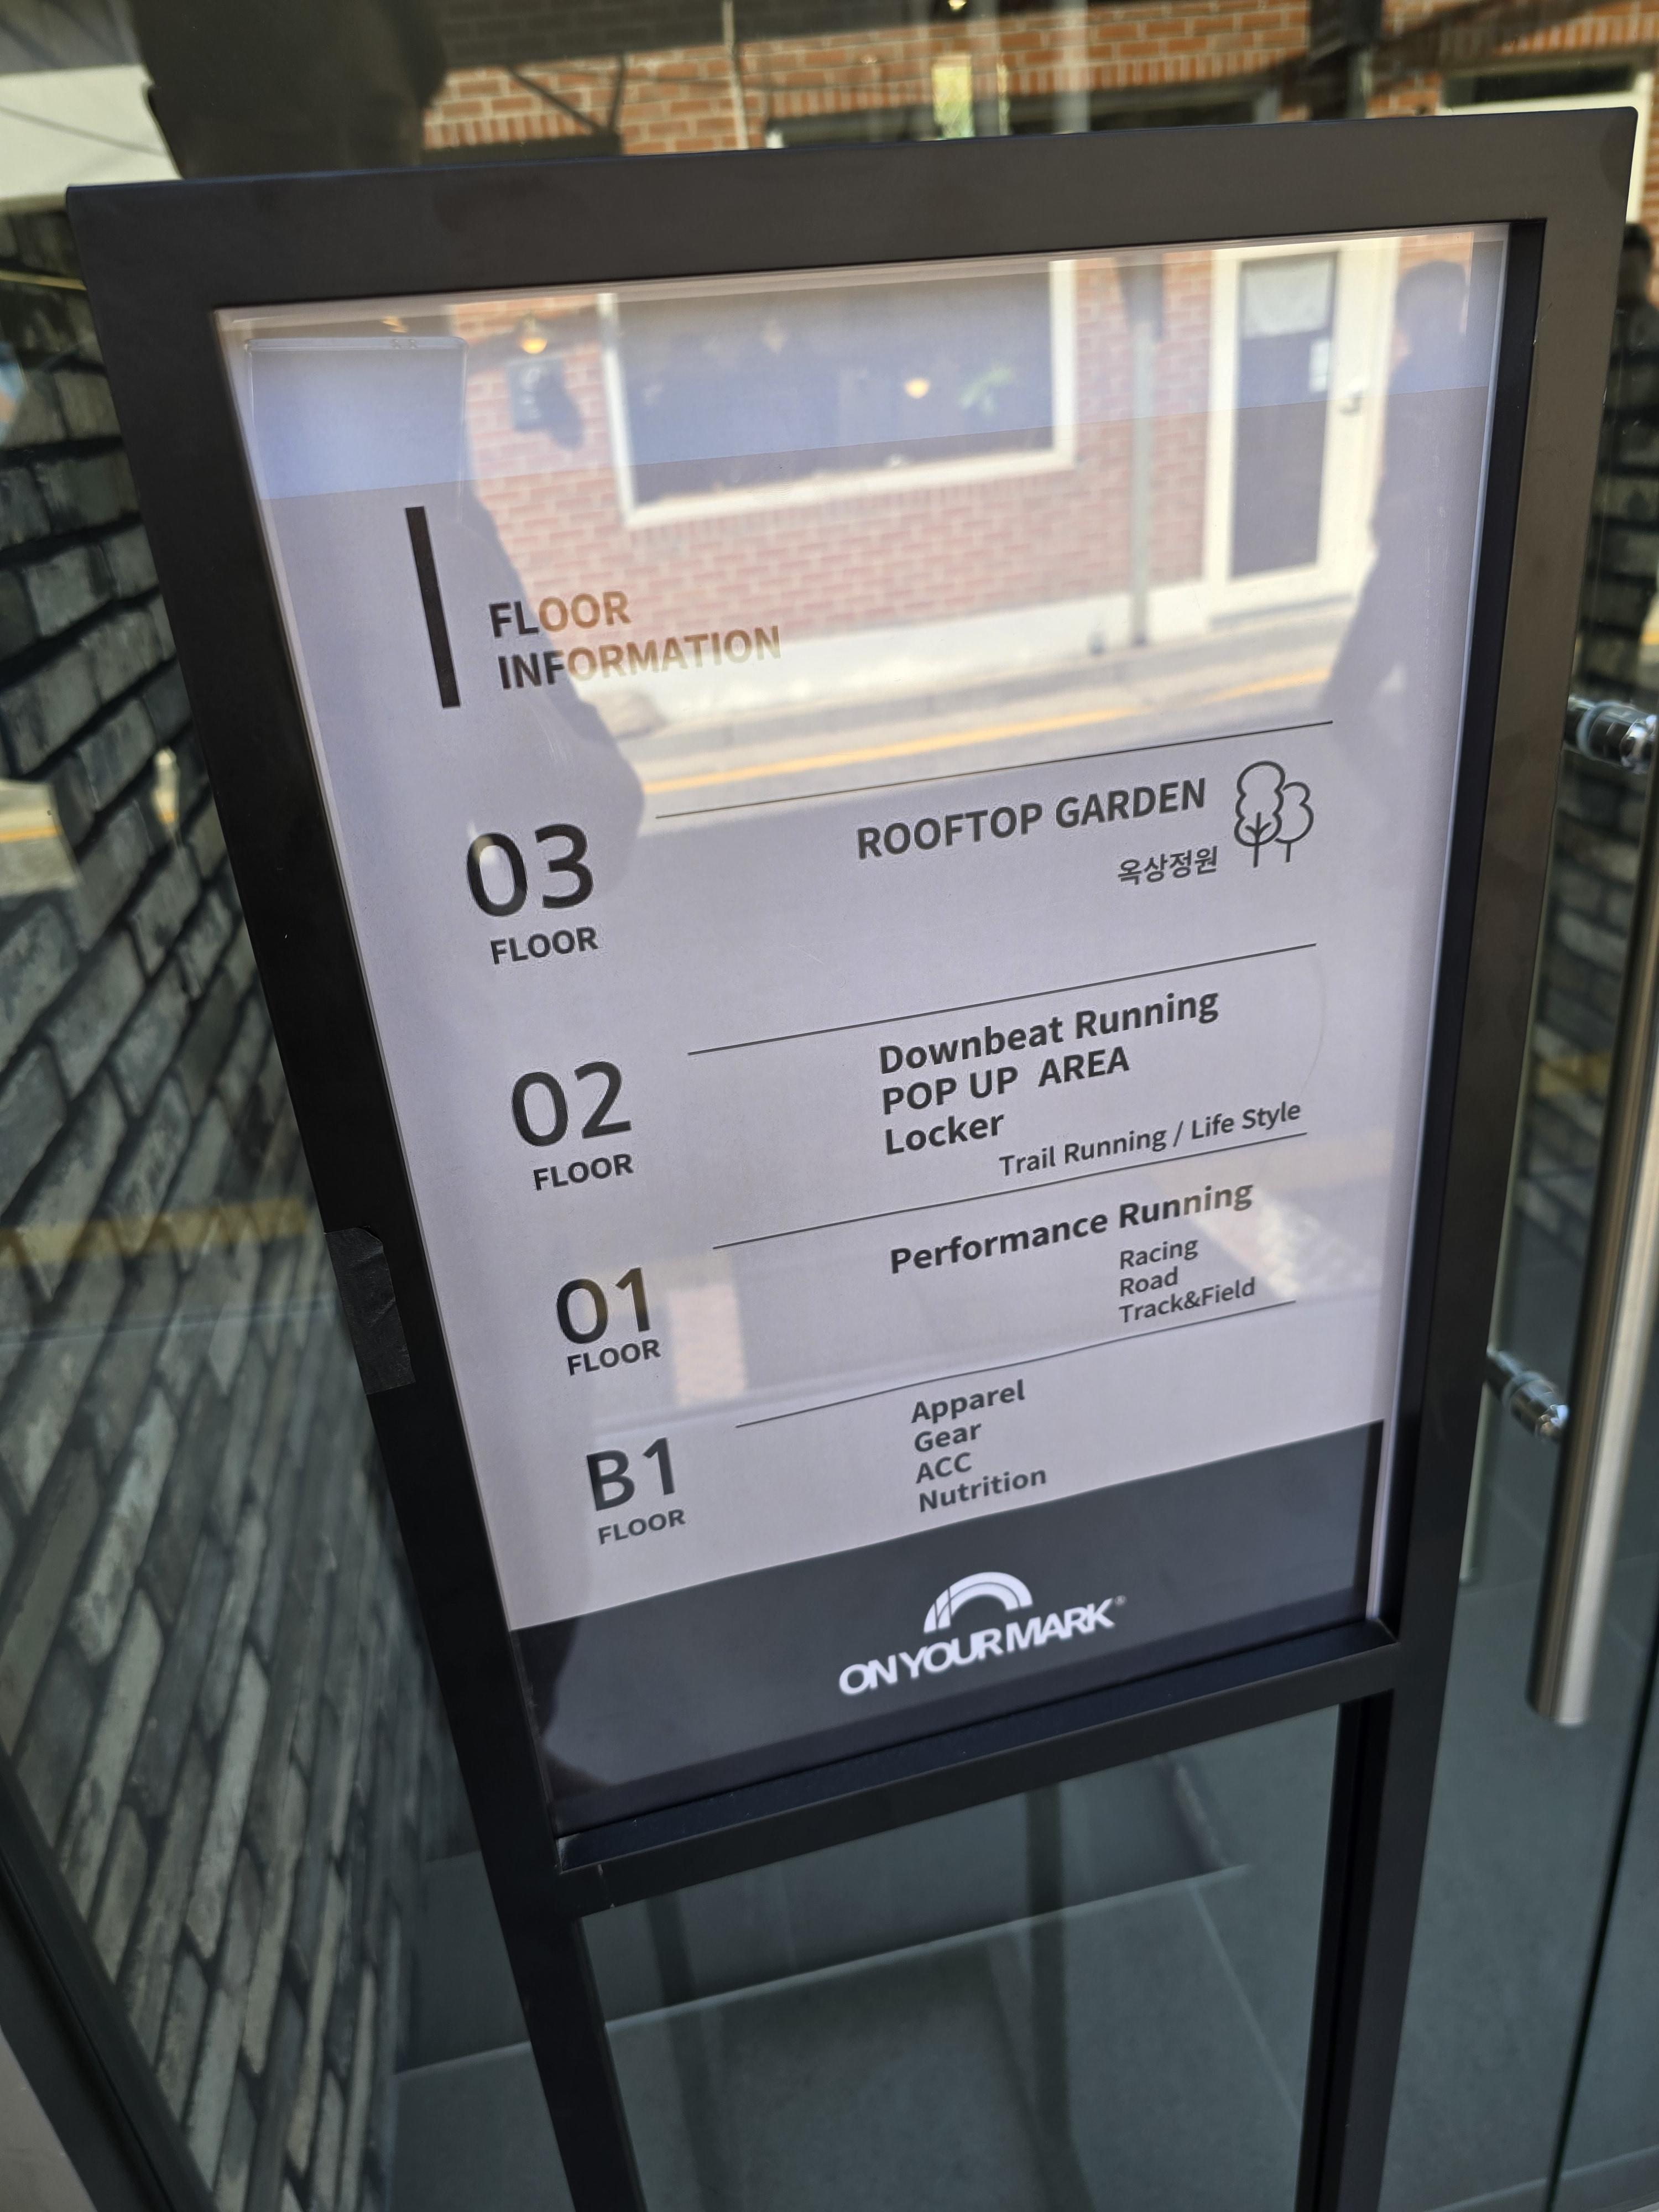 FLOOR
INFORMATION
03
FLOOR
ROOFTOP GARDEN
옥상정원
02
FLOOR
Downbeat Running
POP UP AREA
Locker
Trail Running / Life Style
01
FLOOR
Performance Running
Racing
Road
Track&Field
B1
FLOOR
Apparel
Gear
ACC
Nutrition
ON YOUR MARK®